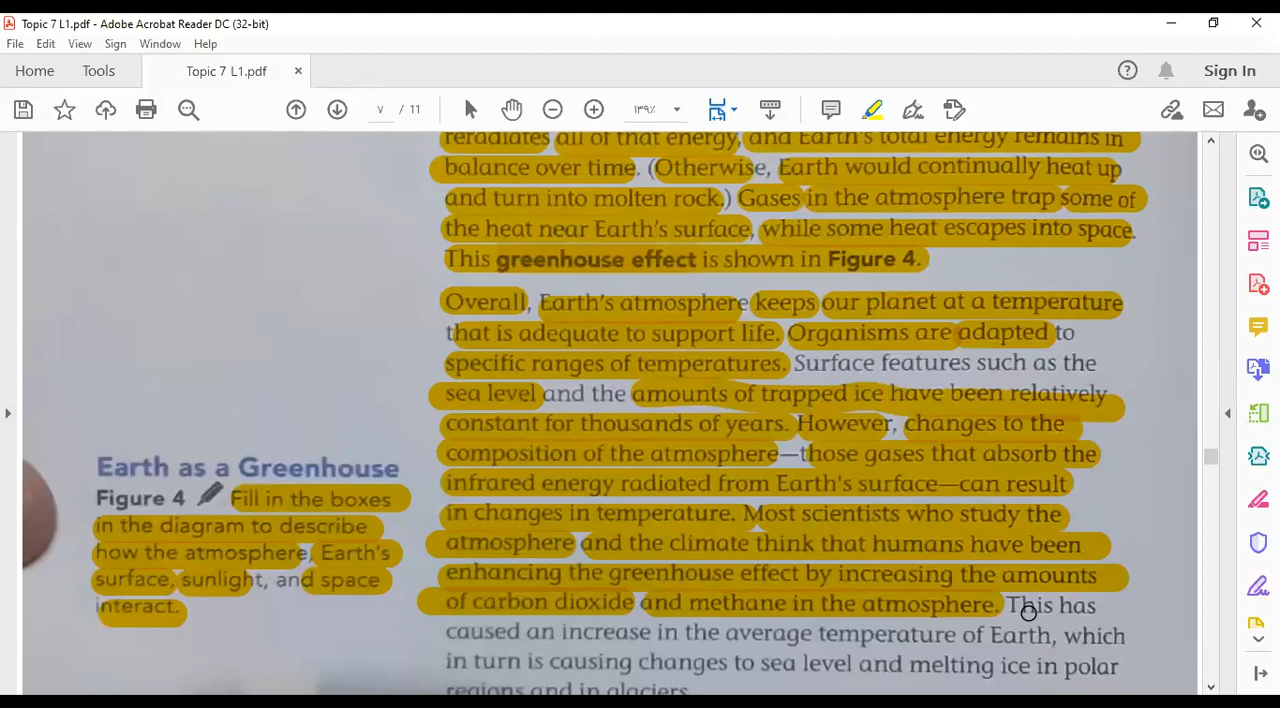 Topic 7 L1.pdf - Adobe Acrobat Reader DC (32-bit)
File Edit View Sign Window Help
Home Tools Topic 7 L1.pdf × Sign In
٧ / 11 ١٣٩٪
reradiates all of that energy, and Earth's total energy remains in
balance over time. (Otherwise, Earth would continually heat up
and turn into molten rock.) Gases in the atmosphere trap some of
the heat near Earth's surface, while some heat escapes into space.
This greenhouse effect is shown in Figure 4.
Overall, Earth's atmosphere keeps our planet at a temperature
that is adequate to support life. Organisms are adapted to
specific ranges of temperatures. Surface features such as the
sea level and the amounts of trapped ice have been relatively
constant for thousands of years. However, changes to the
composition of the atmosphere—those gases that absorb the
infrared energy radiated from Earth's surface—can result
in changes in temperature. Most scientists who study the
atmosphere and the climate think that humans have been
enhancing the greenhouse effect by increasing the amounts
of carbon dioxide and methane in the atmosphere. This has
caused an increase in the average temperature of Earth, which
in turn is causing changes to sea level and melting ice in polar
regions and in glaciers.
Earth as a Greenhouse
Figure 4 Fill in the boxes
in the diagram to describe
how the atmosphere, Earth's
surface, sunlight, and space
interact.